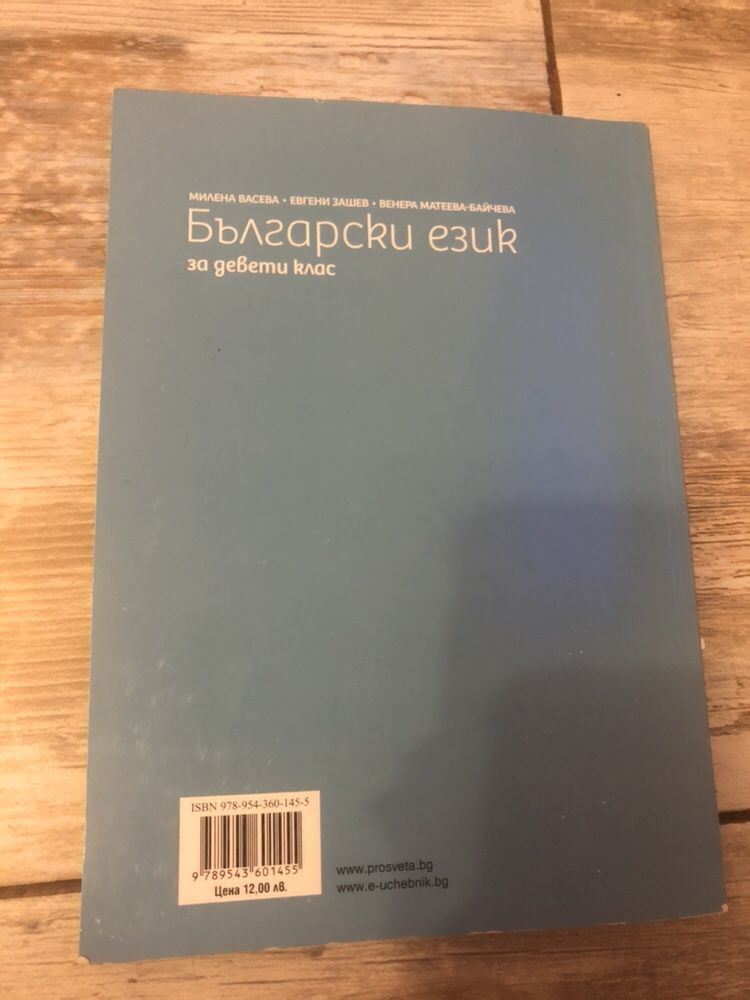 МИЛЕНА ВАСЕВА • ЕВГЕНИ ЗАШЕВ • ВЕНЕРА МАТЕЕВА-БАЙЧЕВА
Български език
за девети клас
ISBN 978-954-360-145-5
9 789543 601455
Цена 12,00 лв.
www.prosveta.bg
www.e-uchebnik.bg